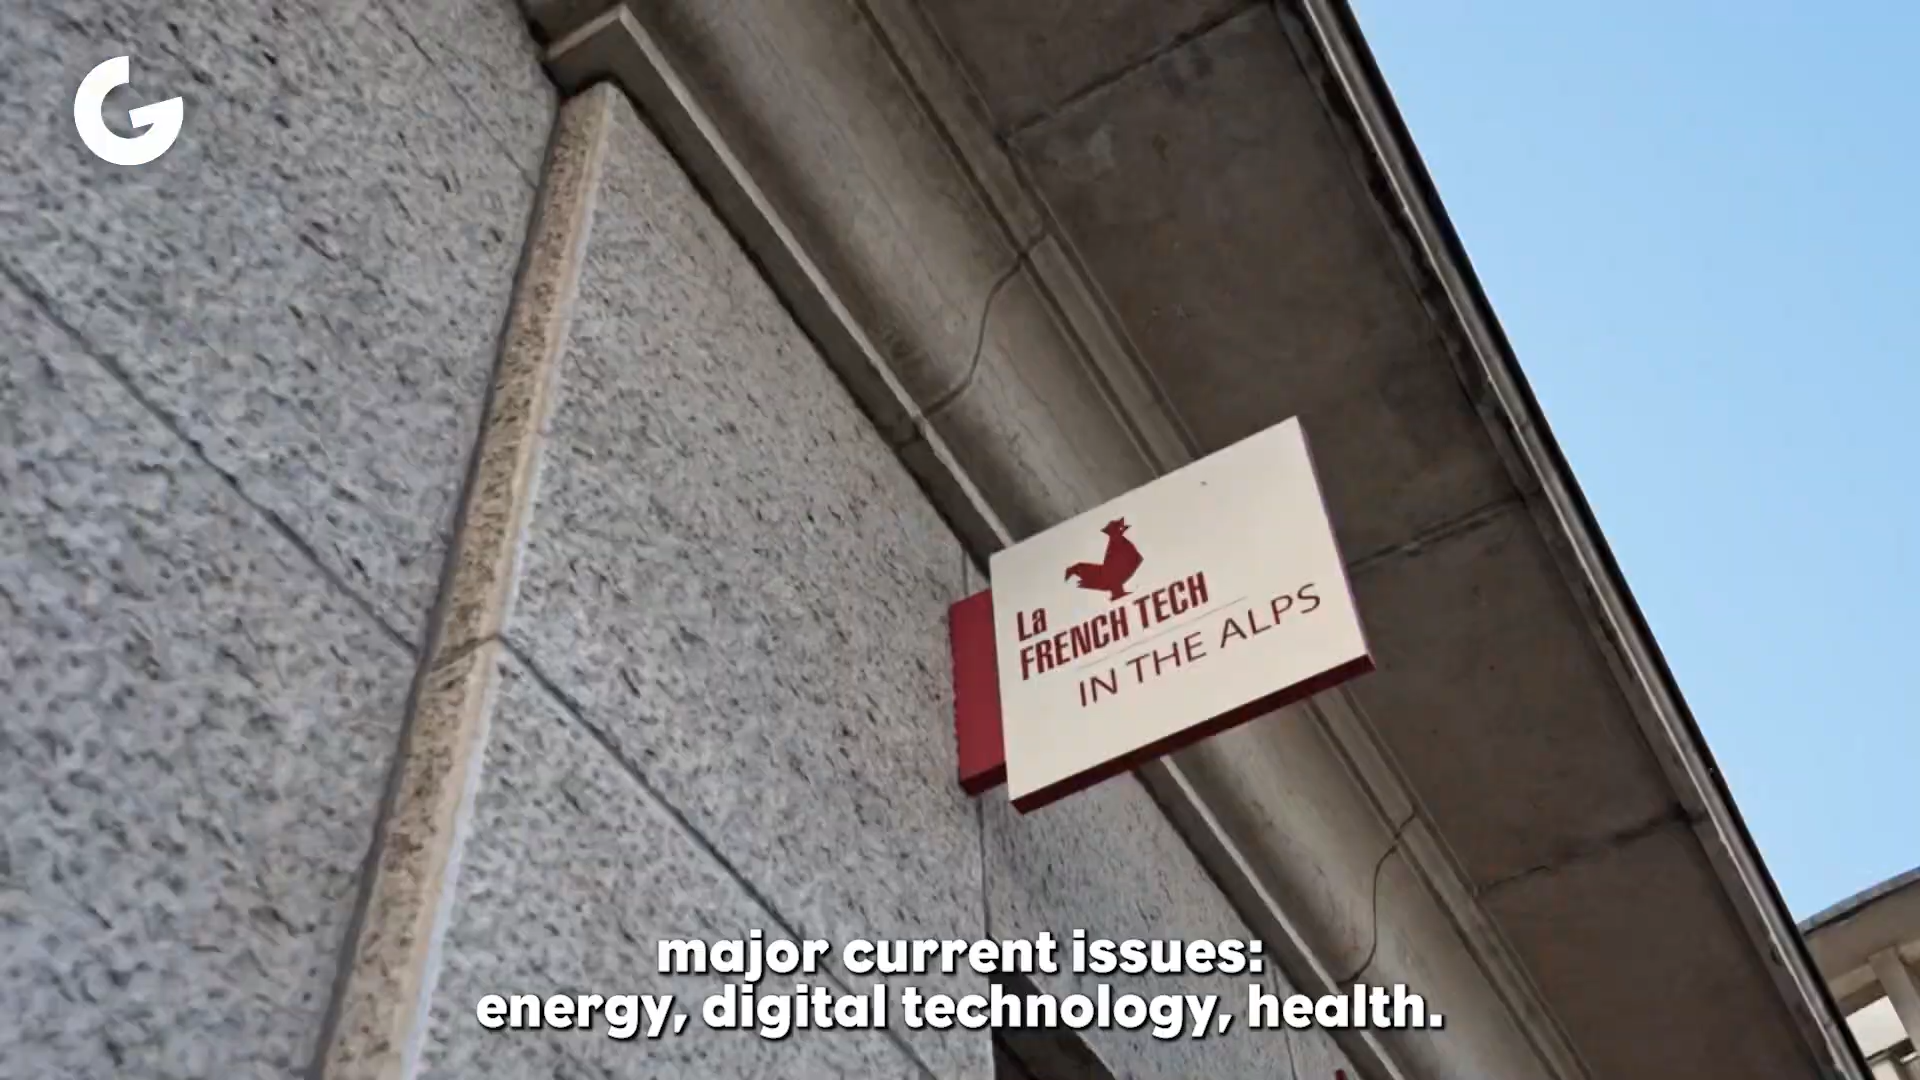 G
La
FRENCH TECH
IN THE ALPS
major current issues:
energy, digital technology, health.